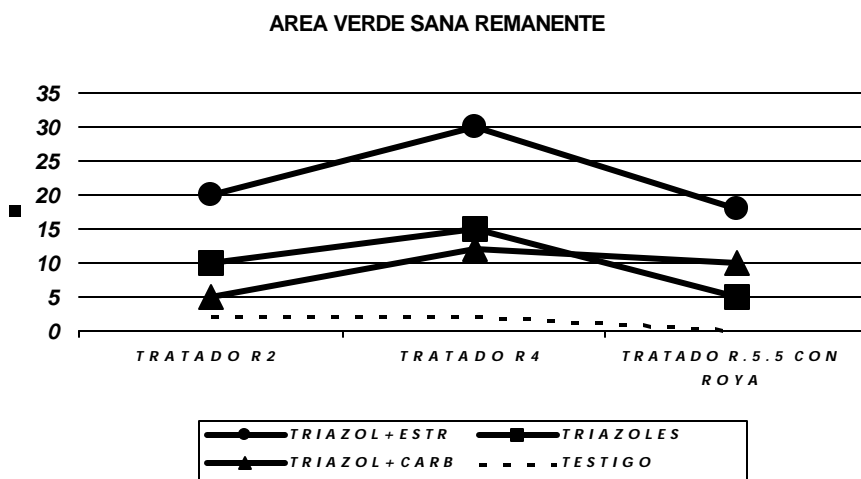 AREA VERDE SANA REMANENTE
35
30
25
20
15
10
5
0
TRATADO R2
TRATADO R4
TRATADO R.5.5 CON
ROYA
TRIAZOL+ESTR
TRIAZOLES
TRIAZOL+CARB
TESTIGO